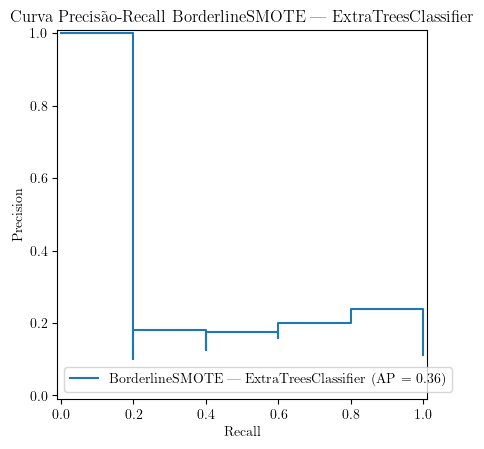 Curva Precisão-Recall BorderlineSMOTE — ExtraTreesClassifier
1.0
0.8
0.6
0.4
0.2
0.0
Precision
BorderlineSMOTE — ExtraTreesClassifier (AP = 0.36)
0.0 0.2 0.4 0.6 0.8 1.0
Recall